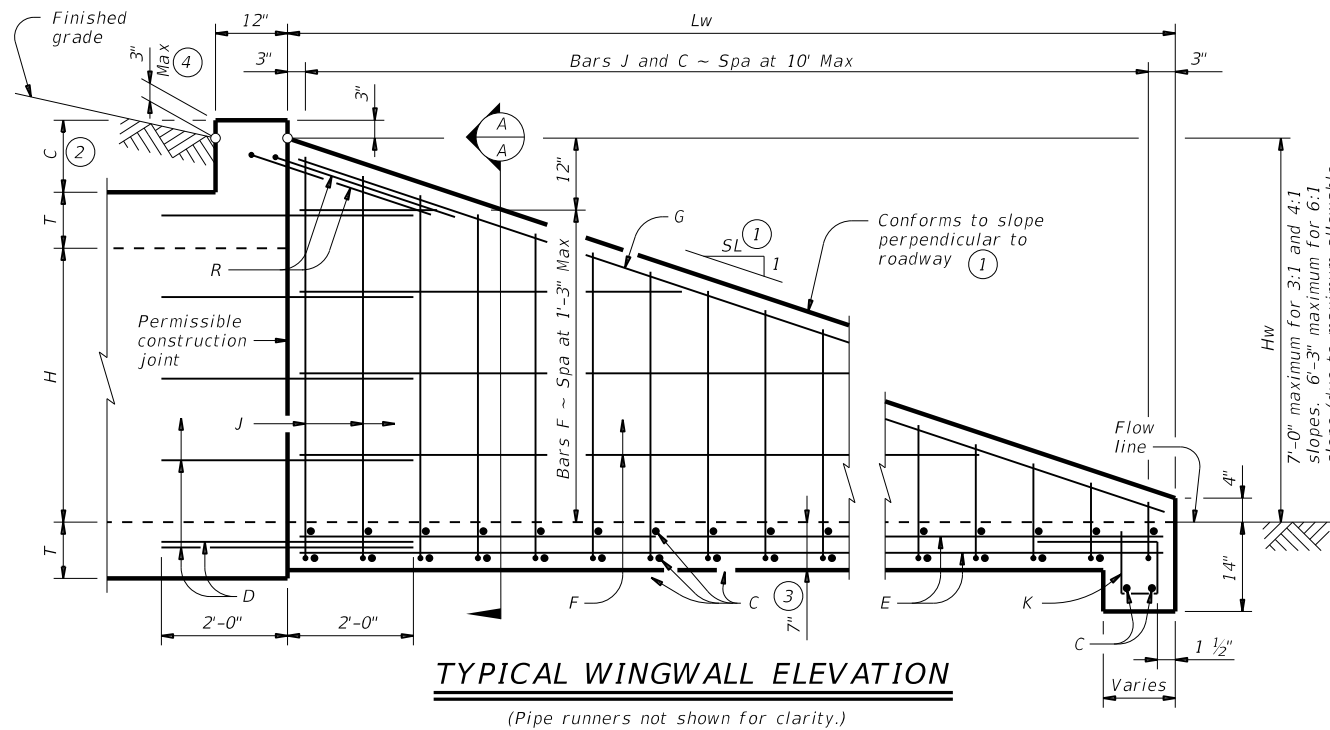 Finished
grade
12"
Lw
3"
Max
4
3"
Bars J and C ~ Spa at 10' Max
3"
3"
C
2
A
A
12"
T
G
SL
1
1
Conforms to slope
perpendicular to
roadway
1
R
Bars F ~ Spa at 1'-3" Max
Hw
7'-0" maximum for 3:1 and 4:1
slopes. 6'-3" maximum for 6:1
Permissible
construction
joint
H
J
Flow
line
4"
T
D
F
C
3
7"
E
K
14"
2'-0"
2'-0"
C
1 ½"
Varies
TYPICAL WINGWALL ELEVATION
(Pipe runners not shown for clarity.)